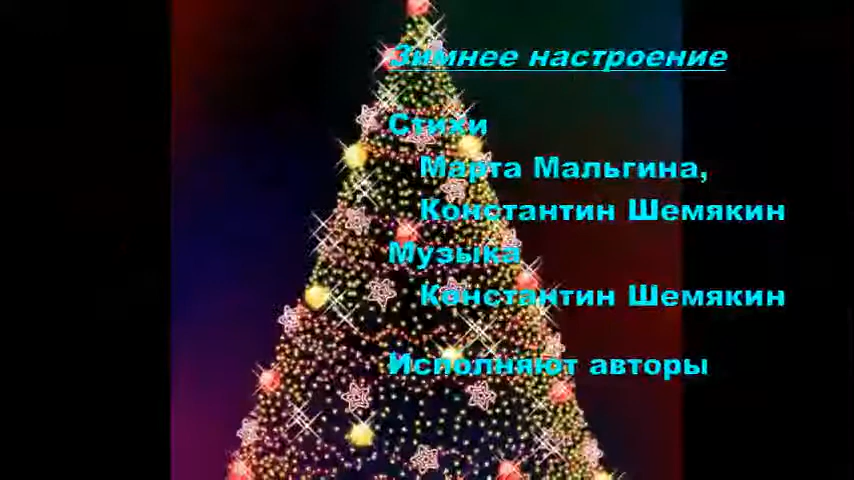 Зимнее настроение
Стихи
Марта Мальгина,
Константин Шемякин
Музыка
Константин Шемякин
Исполняют авторы